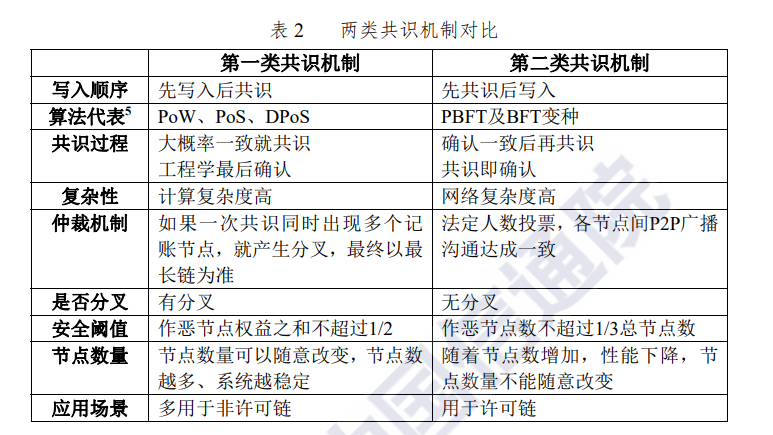 表 2 两类共识机制对比
第一类共识机制 第二类共识机制
写入顺序 先写入后共识 先共识后写入
算法代表5 PoW、PoS、DPoS PBFT及BFT变种
共识过程 大概率一致就共识 确认一致后再共识
工程学最后确认 共识即确认
复杂性 计算复杂度高 网络复杂度高
仲裁机制 如果一次共识同时出现多个记 法定人数投票，各节点间P2P广播
账节点，就产生分叉，最终以最 沟通达成一致
长链为准
是否分叉 有分叉 无分叉
安全阈值 作恶节点权益之和不超过1/2 作恶节点数不超过1/3总节点数
节点数量 节点数量可以随意改变，节点数 随着节点数增加，性能下降，节
越多、系统越稳定 点数量不能随意改变
应用场景 多用于非许可链 用于许可链
中国信通院